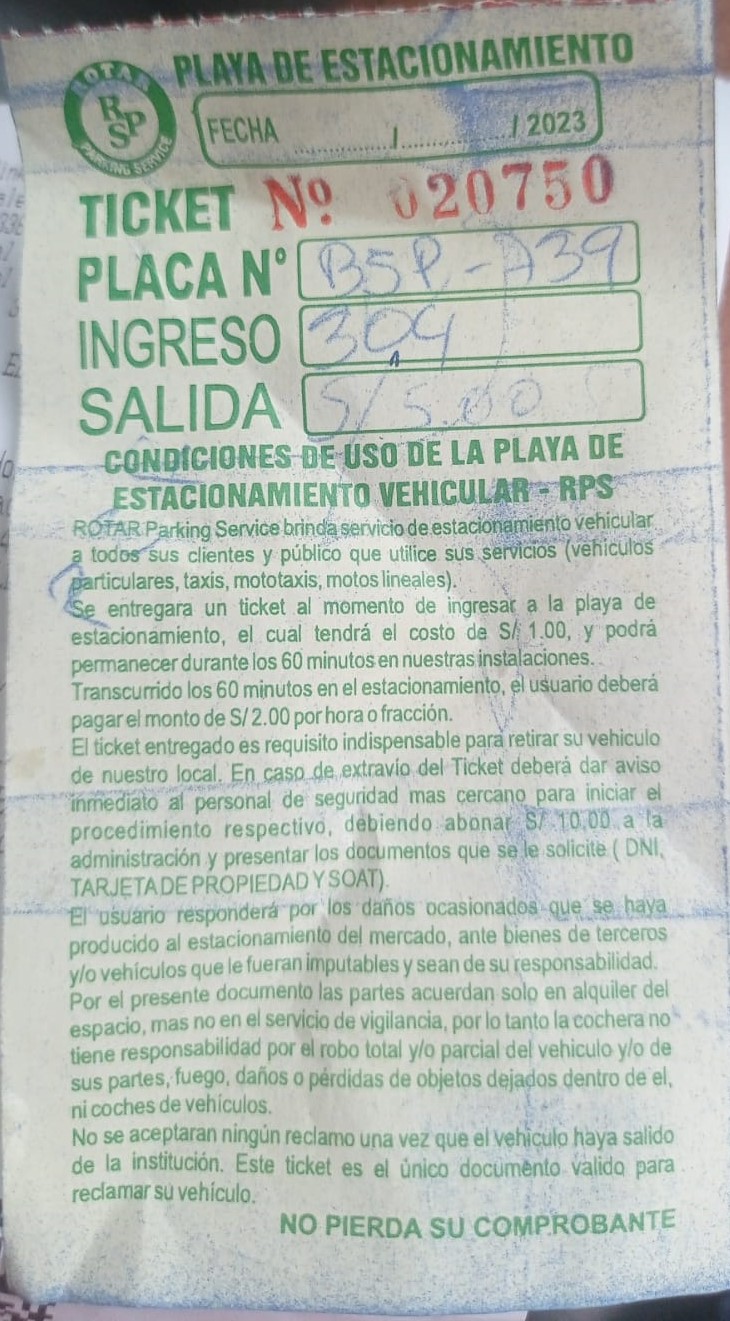 ROTAR
RSP
PARKING SERVICE
PLAYA DE ESTACIONAMIENTO
FECHA ............../.............../ 2023
TICKET Nº 020750
PLACA N° B5P-A39
INGRESO 304
SALIDA S/5.00
CONDICIONES DE USO DE LA PLAYA DE
ESTACIONAMIENTO VEHICULAR - RPS
ROTAR Parking Service brinda servicio de estacionamiento vehicular
a todos sus clientes y público que utilice sus servicios (vehículos
particulares, taxis, mototaxis, motos lineales).
Se entregara un ticket al momento de ingresar a la playa de
estacionamiento, el cual tendrá el costo de S/ 1.00, y podrá
permanecer durante los 60 minutos en nuestras instalaciones.
Transcurrido los 60 minutos en el estacionamiento, el usuario deberá
pagar el monto de S/ 2.00 por hora o fracción.
El ticket entregado es requisito indispensable para retirar su vehiculo
de nuestro local. En caso de extravío del Ticket deberá dar aviso
inmediato al personal de seguridad mas cercano para iniciar el
procedimiento respectivo, debiendo abonar S/ 10.00 a la
administración y presentar los documentos que se le solicite ( DNI,
TARJETA DE PROPIEDAD Y SOAT).
El usuario responderá por los daños ocasionados que se haya
producido al estacionamiento del mercado, ante bienes de terceros
y/o vehículos que le fueran imputables y sean de su responsabilidad.
Por el presente documento las partes acuerdan solo en alquiler del
espacio, mas no en el servicio de vigilancia, por lo tanto la cochera no
tiene responsabilidad por el robo total y/o parcial del vehiculo y/o de
sus partes, fuego, daños o pérdidas de objetos dejados dentro de el,
ni coches de vehículos.
No se aceptaran ningún reclamo una vez que el vehiculo haya salido
de la institución. Este ticket es el único documento valido para
reclamar su vehículo.
NO PIERDA SU COMPROBANTE